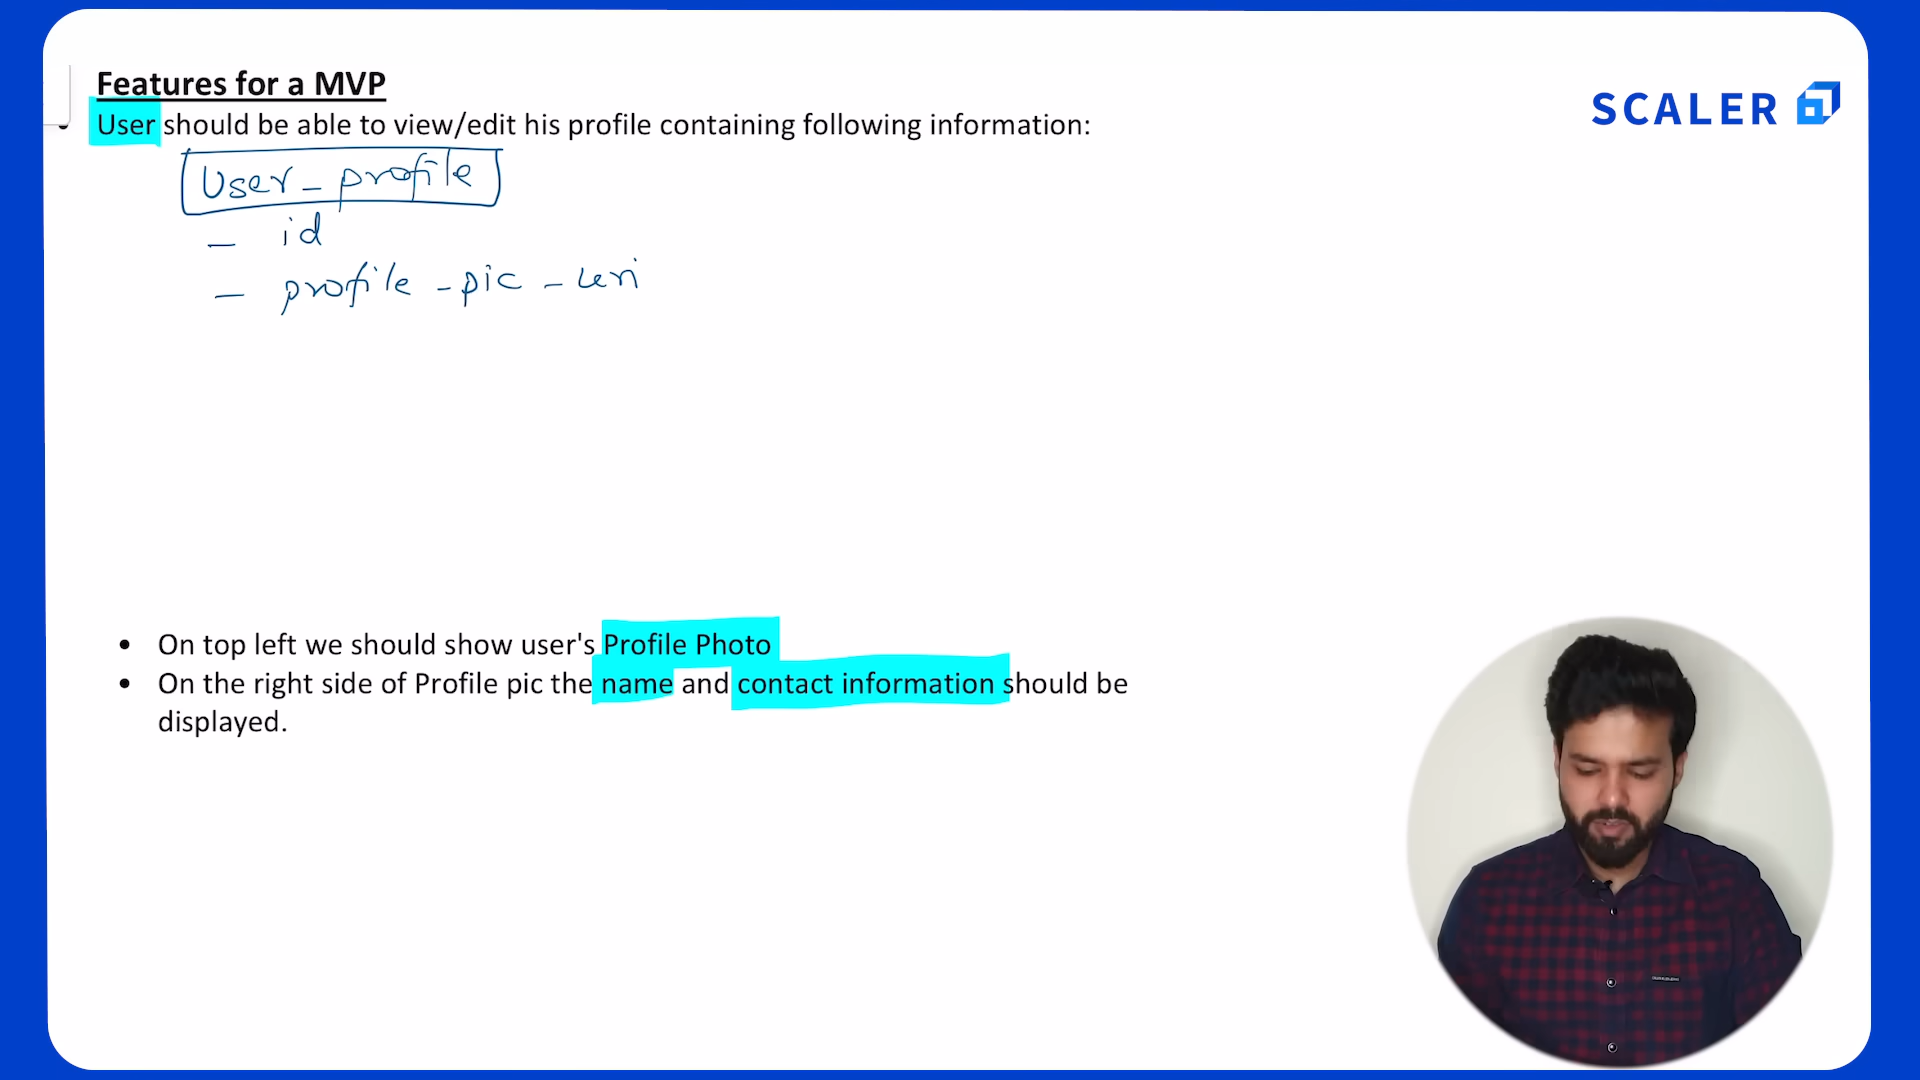 Features for a MVP
SCALER
• User should be able to view/edit his profile containing following information:
User_profile
– id
– profile-pic-uri
• On top left we should show user's Profile Photo
• On the right side of Profile pic the name and contact information should be
displayed.